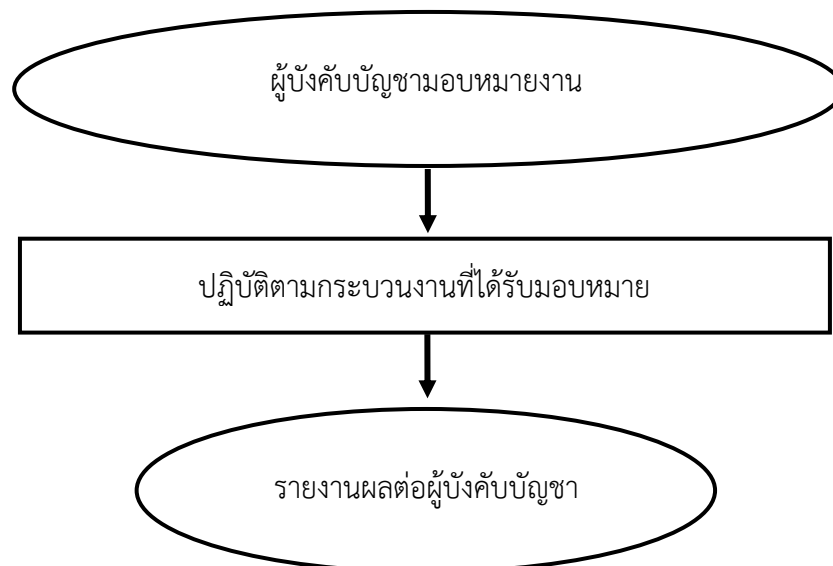 ผู้บังคับบัญชามอบหมายงาน
ปฏิบัติตามกระบวนงานที่ได้รับมอบหมาย
รายงานผลต่อผู้บังคับบัญชา